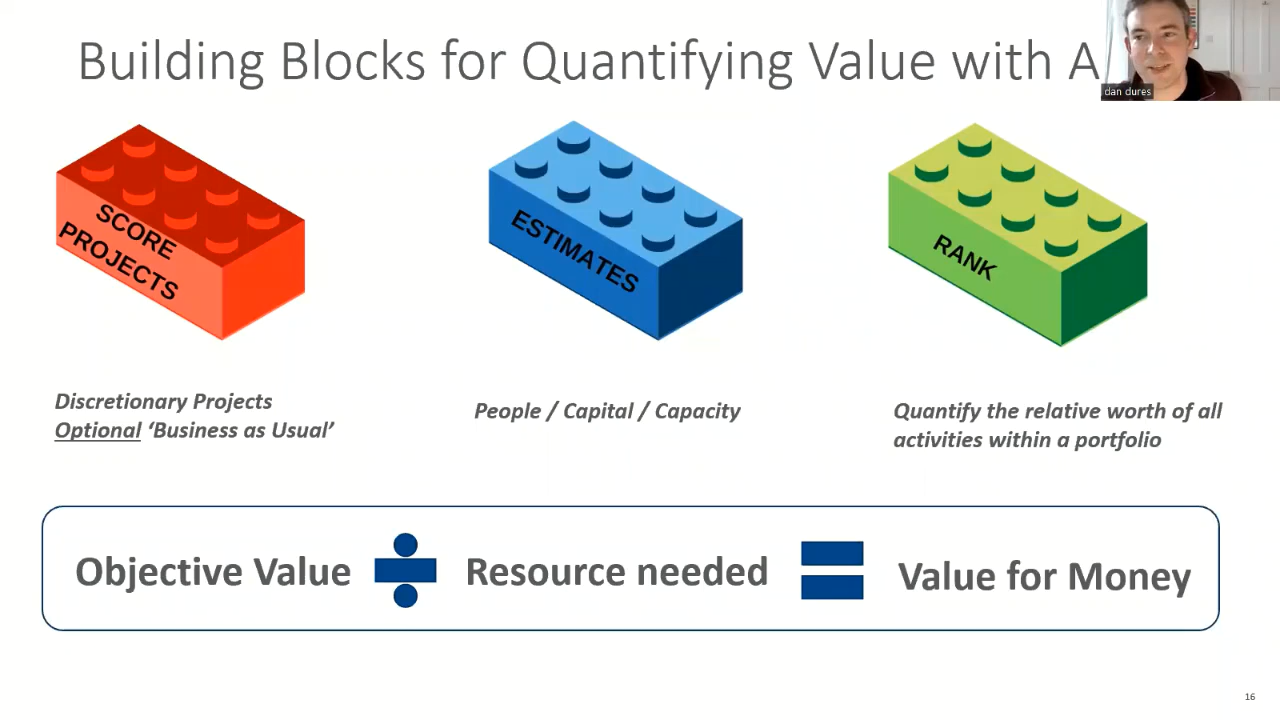 Building Blocks for Quantifying Value with A
dan dures
SCORE
PROJECTS
ESTIMATES
RANK
Discretionary Projects
Optional ‘Business as Usual’
People / Capital / Capacity
Quantify the relative worth of all
activities within a portfolio
Objective Value ÷ Resource needed = Value for Money
16